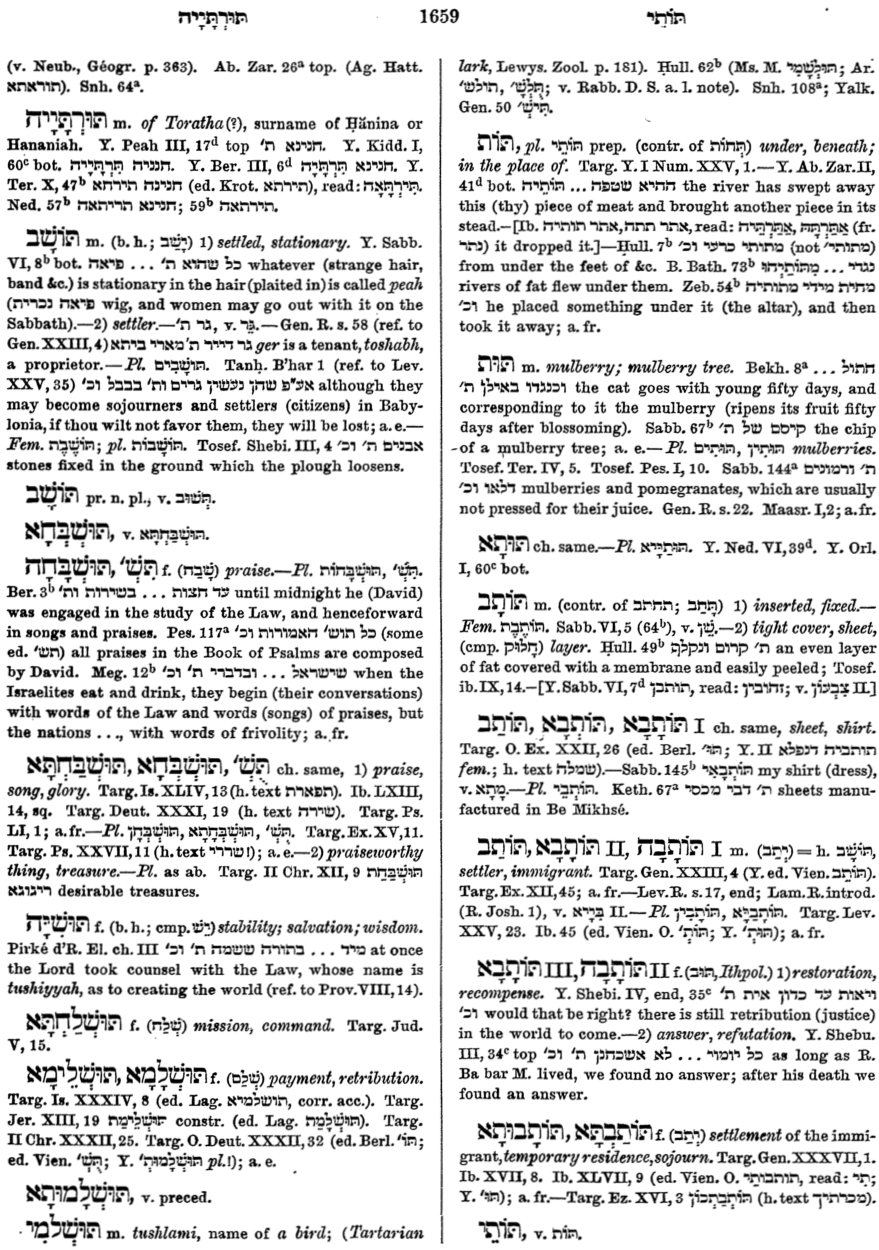 תּוּרְתָּיָיה
1659
תּוֹתֵי
(v. Neub., Géogr. p. 363). Ab. Zar. 26ᵃ top. (Ag. Hatt.
תוראתא). Snh. 64ᵃ.
תּוּרְתָּיָיה m. of Toratha(?), surname of Ḥănina or
Hananiah. Y. Peah III, 17ᵈ top חנינא ת'. Y. Kidd. I,
60ᶜ bot. חנניה תּרְתָּיָיה. Y. Ber. III, 6ᵈ חנינא תרתייה. Y.
Ter. X, 47ᵇ חנינה תירתא (ed. Krot. תירתא), read: תִּירְתָּאָה.
Ned. 57ᵇ חנינא תריתאה; 59ᵇ תירתאה.
תּוֹשָׁב m. (b. h.; יָשַׁב) 1) settled, stationary. Y. Sabb.
VI, 8ᵇ bot. כל שהוא ת' ... פיאה whatever (strange hair,
band &c.) is stationary in the hair (plaited in) is called peah
(פיאה נכרית wig, and women may go out with it on the
Sabbath).—2) settler.—גר ת', v. גֵּר.—Gen. R. s. 58 (ref. to
Gen. XXIII, 4) גר דייר ת' מארי ביתא ger is a tenant, toshabh,
a proprietor.—Pl. תּוֹשָׁבִים. Tanḥ. B'har 1 (ref. to Lev.
XXV, 35) אע"פ שהן נעשין גרים ות' בבבל וכ' although they
may become sojourners and settlers (citizens) in Baby-
lonia, if thou wilt not favor them, they will be lost; a. e.—
Fem. תּוֹשֶׁבֶת; pl. תּוֹשָׁבוֹת. Tosef. Shebi. III, 4 אבנים ת' וכ'
stones fixed in the ground which the plough loosens.
תּוֹשָׁב pr. n. pl., v. תְּשׁוּב.
תּוּשְׁבְּחָא, v. תּוּשְׁבַּחְתָּא.
תּוּשְׁבָּחָה, תִּשְׁ' f. (שָׁבַח) praise.—Pl. תּוּשְׁבָּחוֹת, תִּשְׁ'.
Ber. 3ᵇ עד חצות ... בשירות ות' until midnight he (David)
was engaged in the study of the Law, and henceforward
in songs and praises. Pes. 117ᵃ כל תוש' האמורות וכ' (some
ed. תש') all praises in the Book of Psalms are composed
by David. Meg. 12ᵇ שישראל ... ובדברי ת' וכ' when the
Israelites eat and drink, they begin (their conversations)
with words of the Law and words (songs) of praises, but
the nations ..., with words of frivolity; a. fr.
תּוּשְׁבַּחְתָּא, תּוּשְׁבְּחָא, תֻּשְׁ' ch. same, 1) praise,
song, glory. Targ. Is. XLIV, 13 (h. text תפארת). Ib. LXIII,
14, sq. Targ. Deut. XXXI, 19 (h. text שירה). Targ. Ps.
LI, 1; a. fr.—Pl. תּוּשְׁבְּחָן, תּוּשְׁבְּחָתָא, תֻּשְׁ'. Targ. Ex. XV, 11.
Targ. Ps. XXVII, 11 (h. text שררי!); a. e.—2) praiseworthy
thing, treasure.—Pl. as ab. Targ. II Chr. XII, 9 תּוּשְׁבְּחַת
ריגוגא desirable treasures.
תּוּשִׁיָּה f. (b. h.; cmp. יֵשׁ) stability; salvation; wisdom.
Pirké d'R. El. ch. III מיד ... בתורה ששמה ת' וכ' at once
the Lord took counsel with the Law, whose name is
tushiyyah, as to creating the world (ref. to Prov. VIII, 14).
תּוּשְׁלַחְתָּא f. (שְׁלַח) mission, command. Targ. Jud.
V, 15.
תּוּשְׁלָמָא, תּוּשְׁלֵימָא f. (שְׁלֵם) payment, retribution.
Targ. Is. XXXIV, 8 (ed. Lag. תושלמיא, corr. acc.). Targ.
Jer. XIII, 19 תּוּשְׁלֵימַת constr. (ed. Lag. תּוּשְׁלָמַת). Targ.
II Chr. XXXII, 25. Targ. O. Deut. XXXII, 32 (ed. Berl. תּוֹ';
ed. Vien. תֻּשְׁ'; Y. תּוּשְׁלָמוּת' pl.!); a. e.
תּוּשְׁלָמוּתָא, v. preced.
תּוּשְׁלְמִי m. tushlami, name of a bird; (Tartarian
lark, Lewys. Zool. p. 181). Ḥull. 62ᵇ (Ms. M. תּוּלְשָׁמִי; Ar.
תולש', תֻּלְשָׁ'; v. Rabb. D. S. a. l. note). Snh. 108ᵃ; Yalk.
Gen. 50 תִּישְׁ'.
תּוֹת, pl. תּוֹתֵי prep. (contr. of תְּחוֹת) under, beneath;
in the place of. Targ. Y. I Num. XXV, 1.—Y. Ab. Zar. II,
41ᵈ bot. חהיא שטפה ... תּוֹתֵיה the river has swept away
this (thy) piece of meat and brought another piece in its
stead.—[Ib. אתר תתה, אתר תותיה, read: אַתְּרְתָּהּ, אַתַּרְתֵּיה (fr.
נתר) it dropped it.]—Ḥull. 7ᵇ מתותי כרעי וכ' (not מתותי')
from under the feet of &c. B. Bath. 73ᵇ נגדי ... מִתּוֹתַיְהוּ
rivers of fat flew under them. Zeb. 54ᵇ מחית מידי מתותיה
וכ' he placed something under it (the altar), and then
took it away; a. fr.
תּוּת m. mulberry; mulberry tree. Bekh. 8ᵃ חתול ...
וכנגדו באילן ת' the cat goes with young fifty days, and
corresponding to it the mulberry (ripens its fruit fifty
days after blossoming). Sabb. 67ᵇ קיסם של ת' the chip
of a mulberry tree; a. e.—Pl. תּוּתִין, תּוּתִים mulberries.
Tosef. Ter. IV, 5. Tosef. Pes. I, 10. Sabb. 144ᵃ ת' ורמונים
דלאו וכ' mulberries and pomegranates, which are usually
not pressed for their juice. Gen. R. s. 22. Maasr. I, 2; a. fr.
תּוּתָא ch. same.—Pl. תּוּתַיָּיא. Y. Ned. VI, 39ᵈ. Y. Orl.
I, 60ᶜ bot.
תּוֹתָב m. (contr. of תחתב; תָּחַב) 1) inserted, fixed.—
Fem. תּוֹתֶבֶת. Sabb. VI, 5 (64ᵇ), v. שֵׁן.—2) tight cover, sheet,
(cmp. חָלוּק) layer. Ḥull. 49ᵇ ת' קרום ונקלף an even layer
of fat covered with a membrane and easily peeled; Tosef.
ib. IX, 14.—[Y. Sabb. VI, 7ᵈ תותבן, read: זהובין; v. צִבְעוֹן II.]
תּוֹתָבָא, תּוֹתְבָא, תּוֹתַב I ch. same, sheet, shirt.
Targ. O. Ex. XXII, 26 (ed. Berl. תּוּ'; Y. II תותביה דנפלא
fem.; h. text שמלה).—Sabb. 145ᵇ תּוֹתְבָאִי my shirt (dress),
v. מָתָא.—Pl. תּוֹתְבֵי. Keth. 67ᵃ ת' דבי מכסי sheets manu-
factured in Be Mikhsé.
תּוֹתָב, תּוֹתָבָא II, תּוֹתָבָה I m. (יְתַב) = h. תּוֹשָׁב,
settler, immigrant. Targ. Gen. XXIII, 4 (Y. ed. Vien. תּוֹתֵב).
Targ. Ex. XII, 45; a. fr.—Lev. R. s. 17, end; Lam. R. introd.
(R. Josh. 1), v. בַּיְּיא II.—Pl. תּוֹתָבִין, תּוֹתָבַיָּא. Targ. Lev.
XXV, 23. Ib. 45 (ed. Vien. O. תּוֹת'; Y. תּוּת'); a. fr.
תּוֹתָבָא III, תּוֹתָבָה II f. (תּוּב, Ithpol.) 1) restoration,
recompense. Y. Shebi. IV, end, 35ᶜ ויאות עד כדון אית ת'
וכ' would that be right? there is still retribution (justice)
in the world to come.—2) answer, refutation. Y. Shebu.
III, 34ᶜ top כל יומוי ... לא אשכחנן ת' וכ' as long as R.
Ba bar M. lived, we found no answer; after his death we
found an answer.
תּוֹתַבְתָּא, תּוֹתָבוּתָא f. (יְתַב) settlement of the immi-
grant, temporary residence, sojourn. Targ. Gen. XXXVII, 1.
Ib. XVII, 8. Ib. XLVII, 9 (ed. Vien. O. תותבותי, read: תַי';
Y. תּוּ'); a. fr.—Targ. Ez. XVI, 3 תּוֹתָבַתְכוֹן (h. text מכרתיך).
תּוֹתֵי, v. תּוֹת.